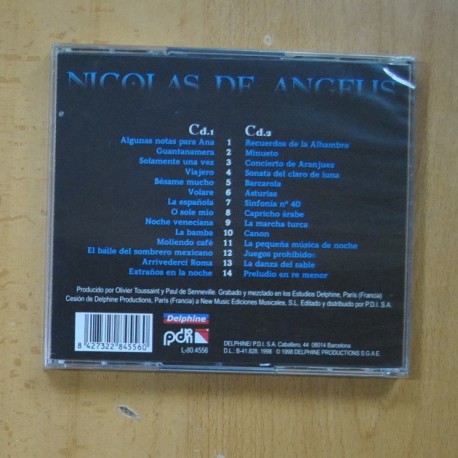 NICOLAS DE ANGELIS
Cd.1 Cd.2
Algunas notas para Ana 1 Recuerdos de la Alhambra
Guantanamera 2 Minueto
Solamente una vez 3 Concierto de Aranjuez
Viajero 4 Sonata del claro de luna
Bésame mucho 5 Barcarola
Volare 6 Asturias
La española 7 Sinfonía nº 40
O sole mio 8 Capricho árabe
Noche veneciana 9 La marcha turca
La bamba 10 Canon
Moliendo café 11 La pequeña música de noche
El baile del sombrero mexicano 12 Juegos prohibidos
Arrivederci Roma 13 La danza del sable
Extraños en la noche 14 Preludio en re menor
Producido por Olivier Toussaint y Paul de Senneville. Grabado y mezclado en los Estudios Delphine, París (Francia)
Cesión de Delphine Productions, París (Francia) a New Music Ediciones Musicales, S.L. Editado y distribuido por P.D.I. S.A.
8 427322 845560
Delphine
pdi
L-80.4556
DELPHINE/ P.D.I. S.A. Caballero, 44 08014 Barcelona
D.L.: B-41.828. 1998 © 1998 DELPHINE PRODUCTIONS S.G.A.E.